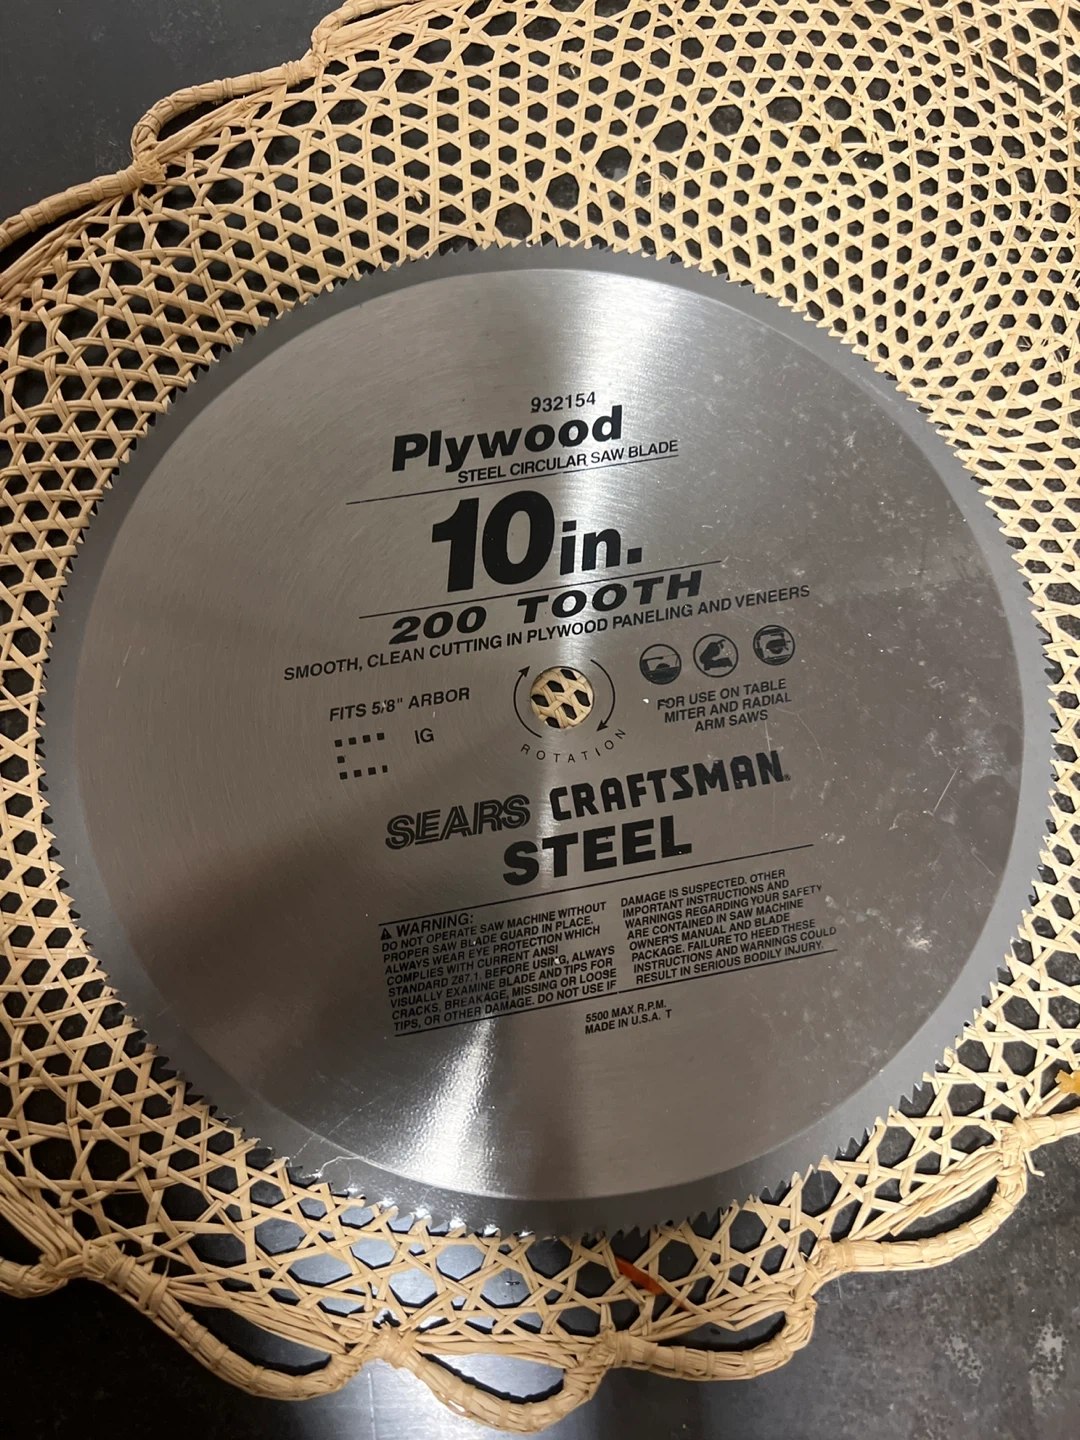 932154
Plywood
STEEL CIRCULAR SAW BLADE
10 in.
200 TOOTH
SMOOTH, CLEAN CUTTING IN PLYWOOD PANELING AND VENEERS
FITS 5/8" ARBOR
IG
ROTATION
FOR USE ON TABLE
MITER AND RADIAL
ARM SAWS
SEARS CRAFTSMAN®
STEEL
⚠ WARNING:
DO NOT OPERATE SAW MACHINE WITHOUT
PROPER SAW BLADE GUARD IN PLACE.
ALWAYS WEAR EYE PROTECTION WHICH
COMPLIES WITH CURRENT ANSI
STANDARD Z87.1. BEFORE USING, ALWAYS
VISUALLY EXAMINE BLADE AND TIPS FOR
CRACKS, BREAKAGE, MISSING OR LOOSE
TIPS, OR OTHER DAMAGE. DO NOT USE IF
DAMAGE IS SUSPECTED. OTHER
IMPORTANT INSTRUCTIONS AND
WARNINGS REGARDING YOUR SAFETY
ARE CONTAINED IN SAW MACHINE
OWNER'S MANUAL AND BLADE
PACKAGE. FAILURE TO HEED THESE
INSTRUCTIONS AND WARNINGS COULD
RESULT IN SERIOUS BODILY INJURY.
5500 MAX R.P.M.
MADE IN U.S.A. T